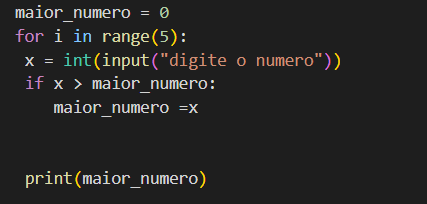 maior_numero = 0
for i in range(5):
 x = int(input("digite o numero"))
 if x > maior_numero:
    maior_numero =x
 print(maior_numero)